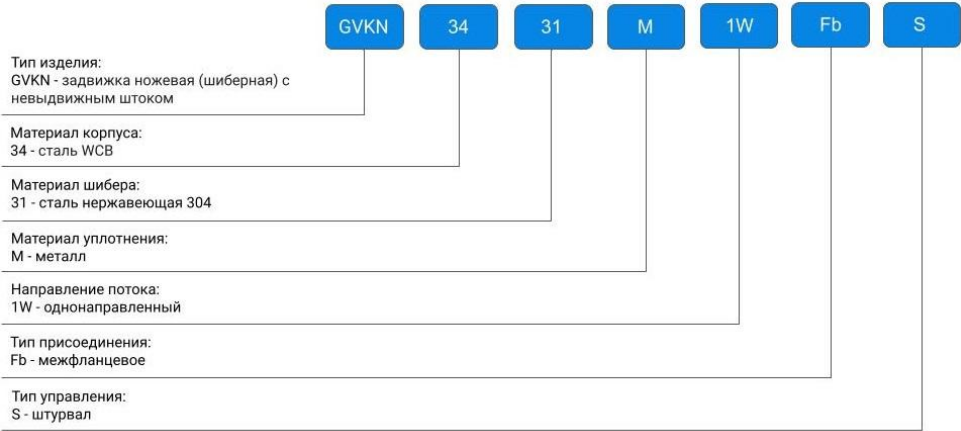 GVKN 34 31 M 1W Fb S
Тип изделия:
GVKN - задвижка ножевая (шиберная) с
невыдвижным штоком
Материал корпуса:
34 - сталь WCB
Материал шибера:
31 - сталь нержавеющая 304
Материал уплотнения:
М - металл
Направление потока:
1W - однонаправленный
Тип присоединения:
Fb - межфланцевое
Тип управления:
S - штурвал